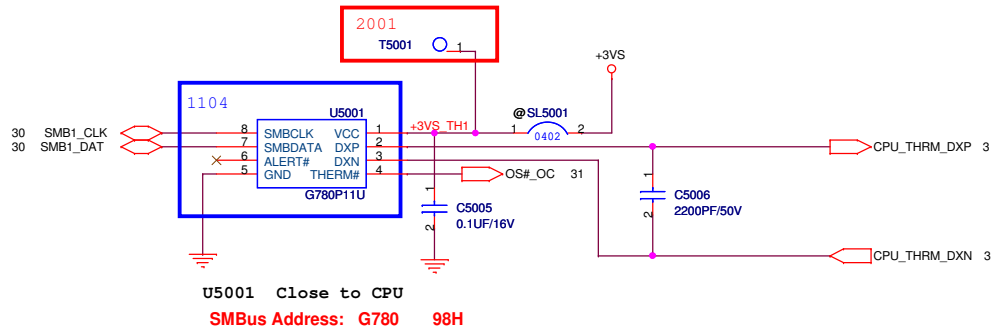 2001
T5001
1
+3VS
1104
@SL5001
U5001
30 SMB1_CLK 8 SMBCLK VCC 1 +3VS_TH1 1 0402 2
30 SMB1_DAT 7 SMBDATA DXP 2 CPU_THRM_DXP 3
6 ALERT# DXN 3
5 GND THERM# 4 OS#_OC 31
G780P11U
1
C5005
2
0.1UF/16V
1
C5006
2
2200PF/50V
CPU_THRM_DXN 3
U5001 Close to CPU
SMBus Address: G780 98H